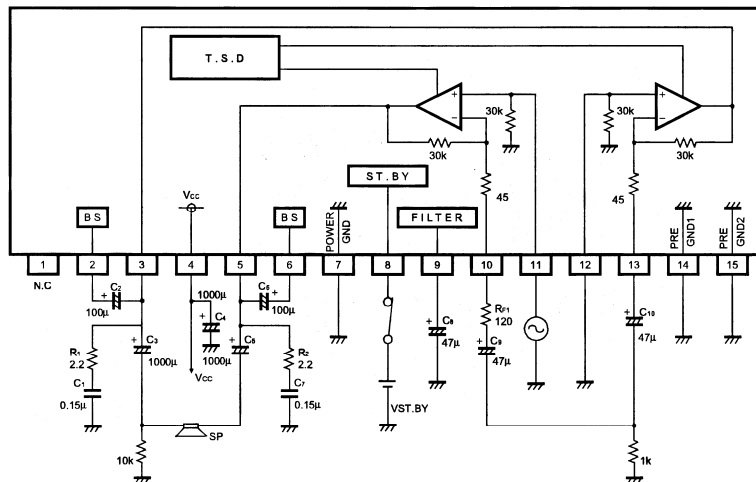 T.S.D
+
−
30k
30k
30k
+
−
30k
45
45
ST.BY
FILTER
VCC
BS
BS
POWER
GND
PRE
GND1
PRE
GND2
1
2
3
4
5
6
7
8
9
10
11
12
13
14
15
N.C
C2
+
100μ
1000μ
+
C4
C6
+
100μ
R1
2.2
+
C3
1000μ
1000μ
+
C5
R2
2.2
+
C8
47μ
RF1
120
+
C9
47μ
+
C10
47μ
C1
0.15μ
VCC
C7
0.15μ
VST.BY
SP
10k
1k